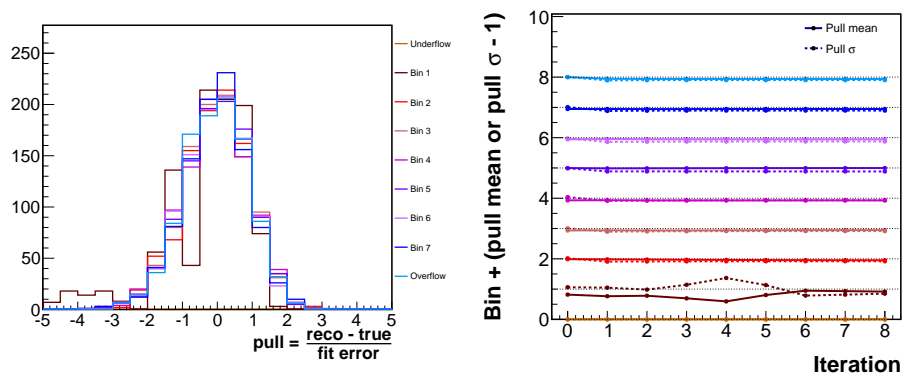 250
200
150
100
50
0
-5 -4 -3 -2 -1 0 1 2 3 4 5
pull = reco - true
fit error
Underflow
Bin 1
Bin 2
Bin 3
Bin 4
Bin 5
Bin 6
Bin 7
Overflow
Bin + (pull mean or pull σ - 1)
10
8
6
4
2
0
0 1 2 3 4 5 6 7 8
Iteration
Pull mean
Pull σ